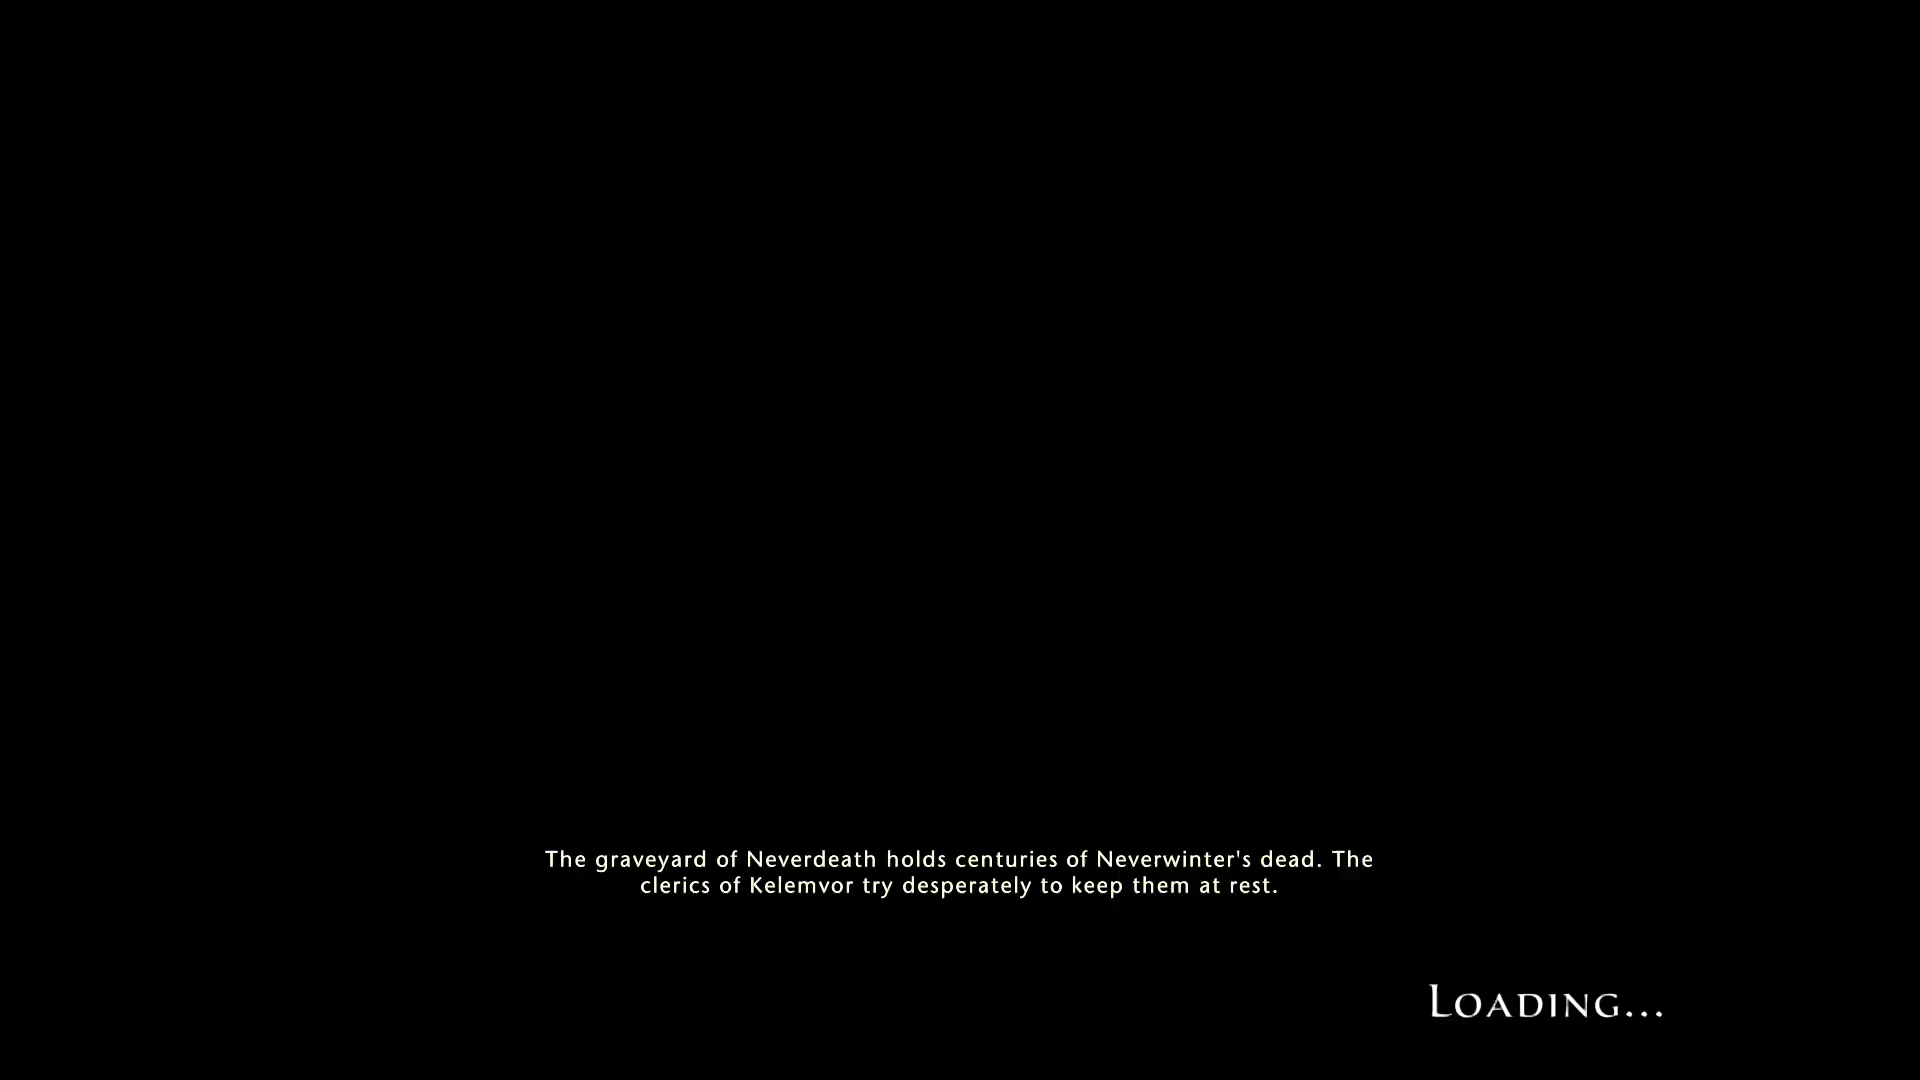 The graveyard of Neverdeath holds centuries of Neverwinter's dead. The
clerics of Kelemvor try desperately to keep them at rest.
Loading...